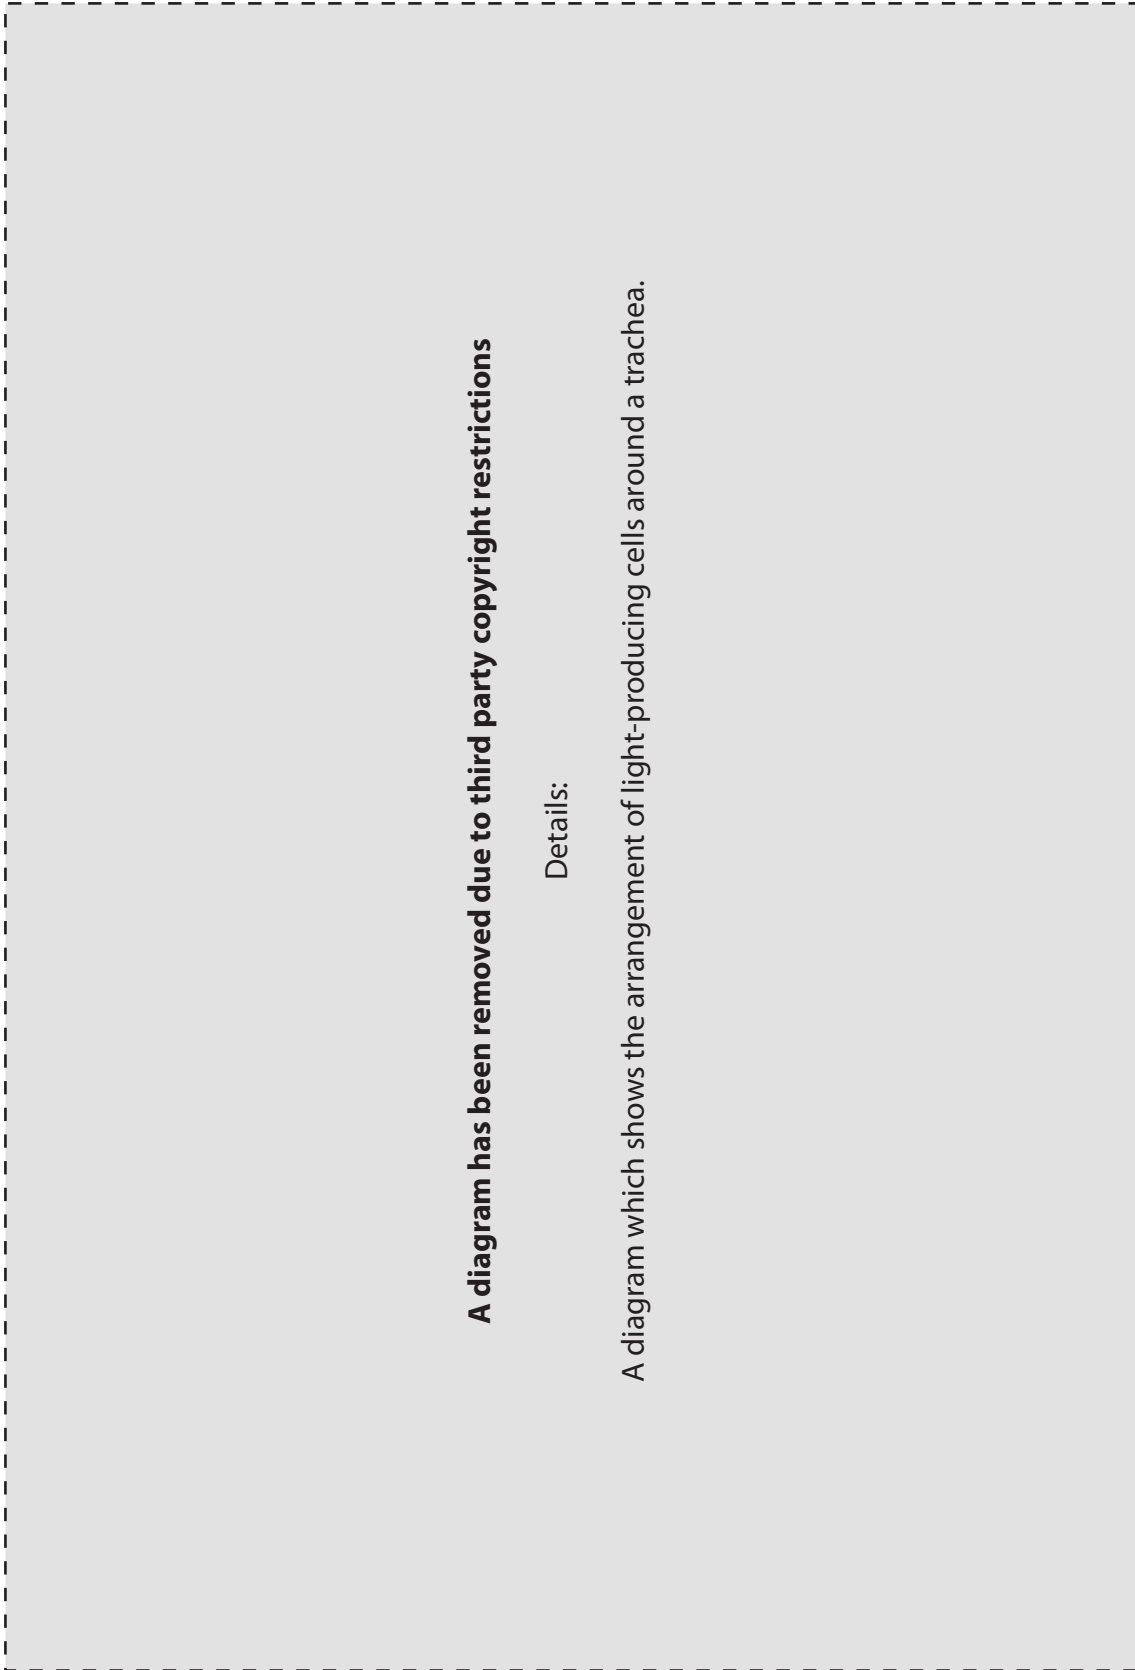 A diagram has been removed due to third party copyright restrictions
Details:
A diagram which shows the arrangement of light-producing cells around a trachea.